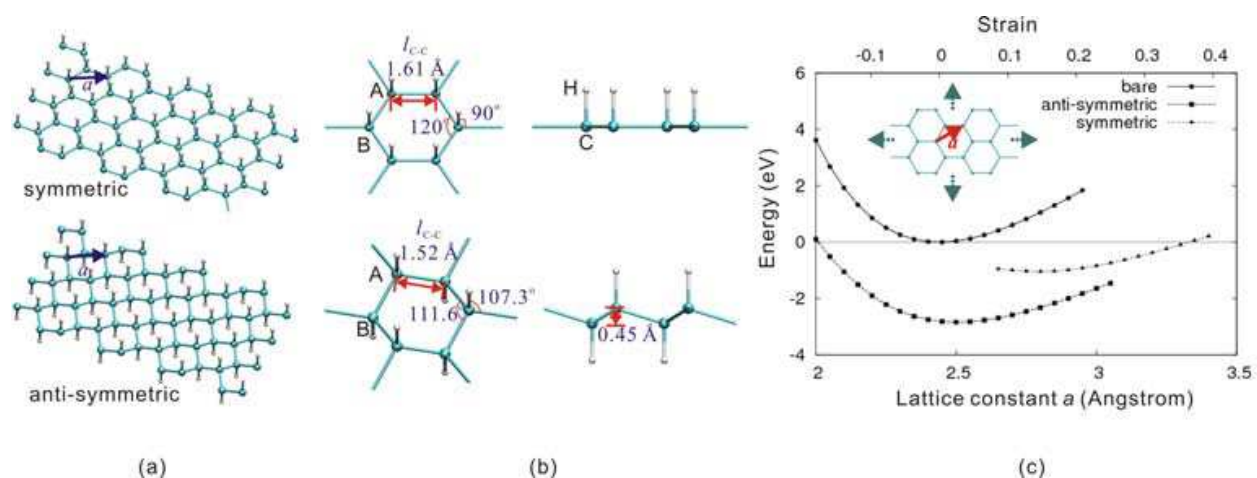 a
symmetric
a
anti-symmetric
(a)
lc-c
1.61 Å
A
90°
120°
B
H
C
lc-c
1.52 Å
A
107.3°
111.6
B
0.45 Å
(b)
Strain
-0.1 0 0.1 0.2 0.3 0.4
6
4
2
0
-2
-4
Energy (eV)
bare
anti-symmetric
symmetric
a
2 2.5 3 3.5
Lattice constant a (Angstrom)
(c)